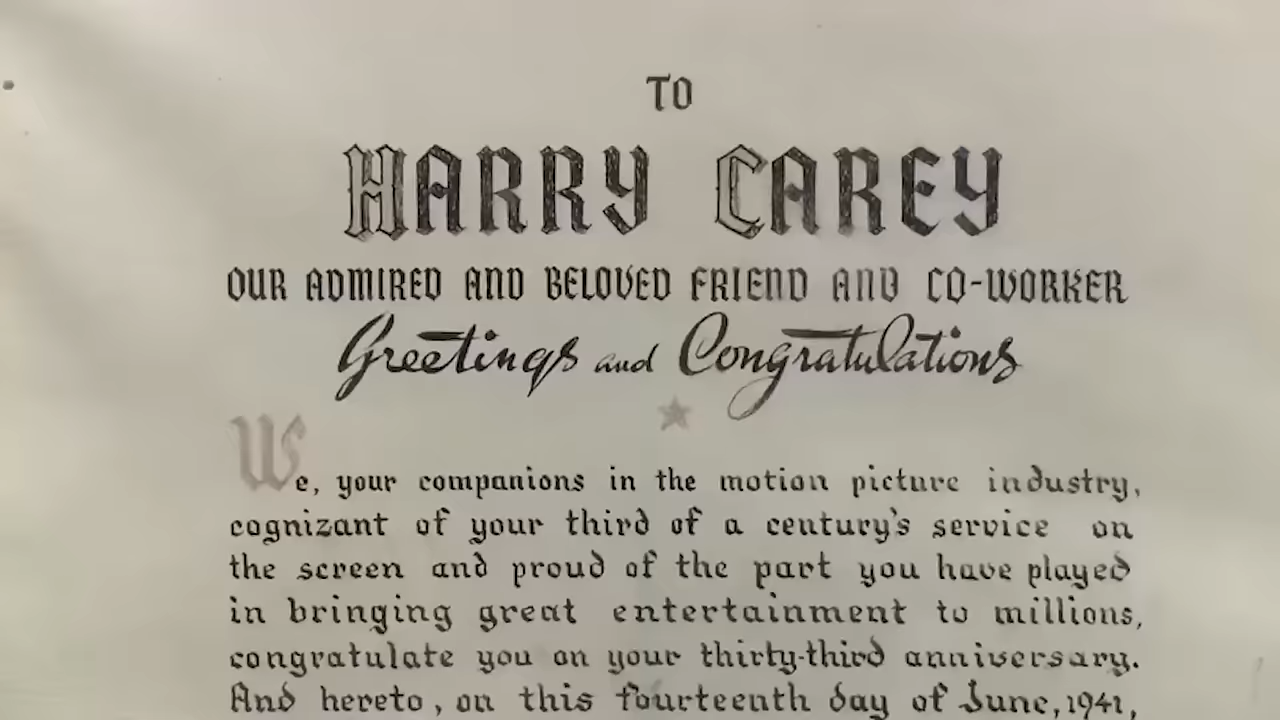 TO
HARRY CAREY
OUR ADMIRED AND BELOVED FRIEND AND CO-WORKER
Greetings and Congratulations
We, your companions in the motion picture industry,
cognizant of your third of a century's service on
the screen and proud of the part you have played
in bringing great entertainment to millions,
congratulate you on your thirty-third anniversary.
And hereto, on this fourteenth day of June, 1941,